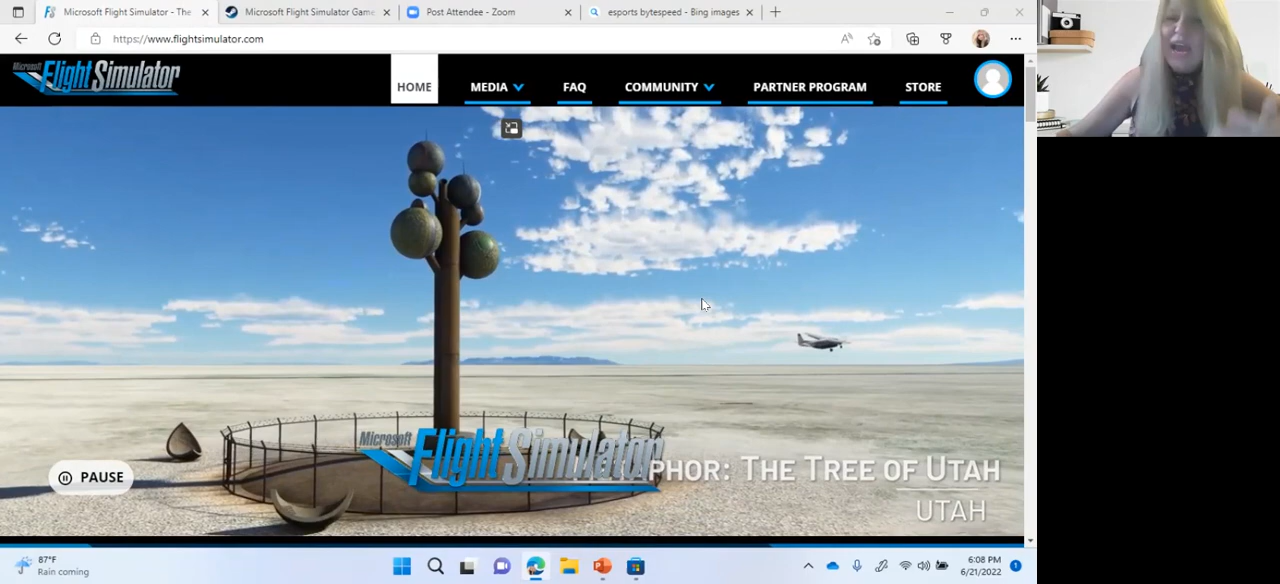 Microsoft Flight Simulator - The
Microsoft Flight Simulator Game
Post Attendee - Zoom
esports bytespeed - Bing images
https://www.flightsimulator.com
Microsoft
Flight Simulator
HOME
MEDIA
FAQ
COMMUNITY
PARTNER PROGRAM
STORE
Microsoft
Flight Simulator
PHOR: THE TREE OF UTAH
UTAH
PAUSE
87°F
Rain coming
6:08 PM
6/21/2022
1